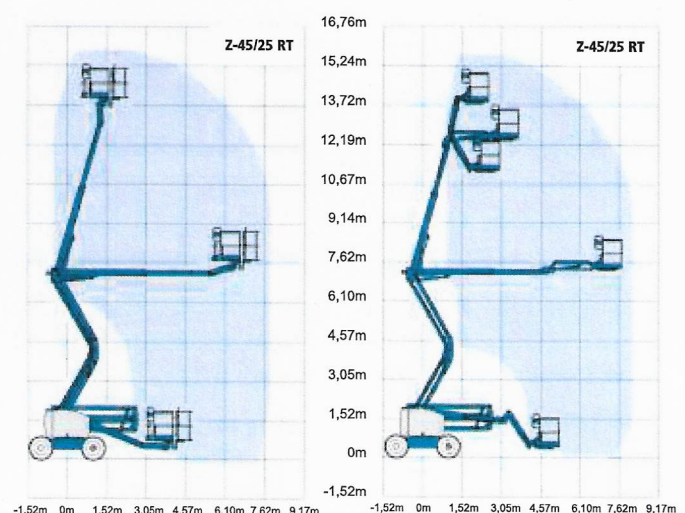 Z-45/25 RT
16,76m
Z-45/25 RT
15,24m
13,72m
12,19m
10,67m
9,14m
7,62m
6,10m
4,57m
3,05m
1,52m
0m
-1,52m
-1,52m 0m 1,52m 3,05m 4,57m 6,10m 7,62m 9,17m
-1,52m 0m 1,52m 3,05m 4,57m 6,10m 7,62m 9,17m